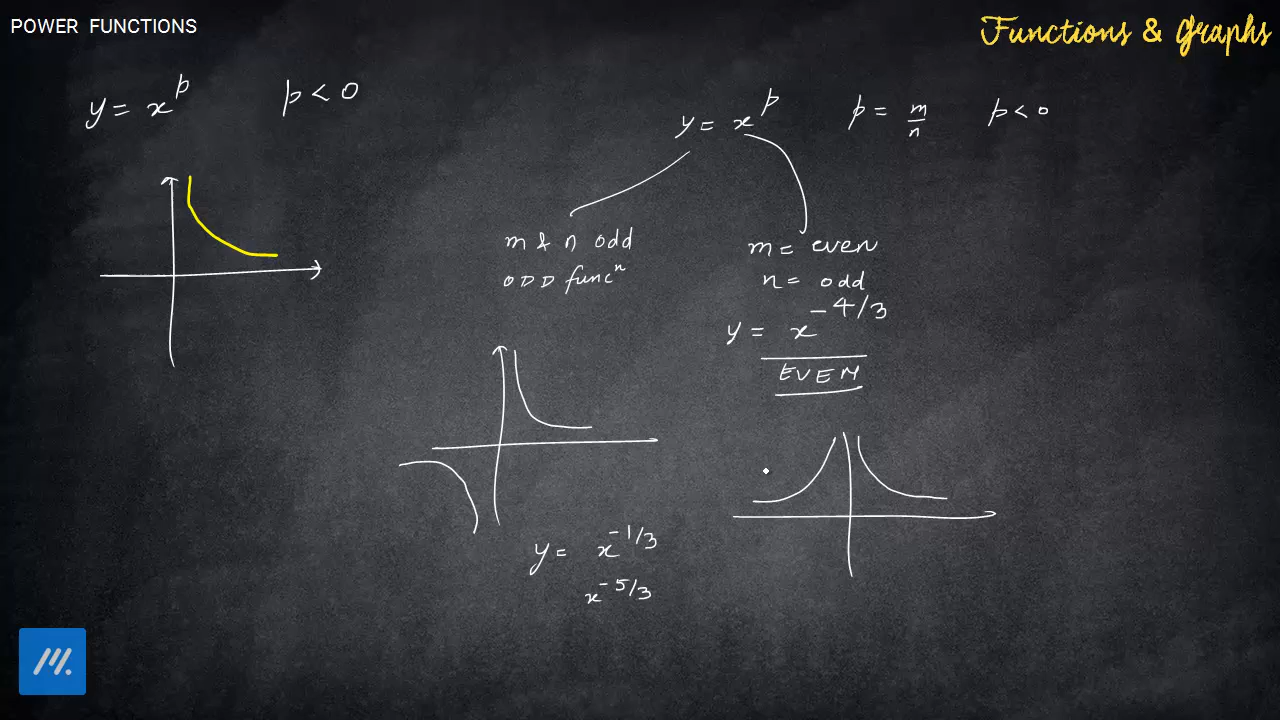 POWER FUNCTIONS
Functions & Graphs
y = x^p p < 0
y = x^p p = m/n p < 0
m & n odd
ODD funcⁿ
m = even
n = odd
y = x^-4/3
EVEN
y = x^-1/3
x^-5/3